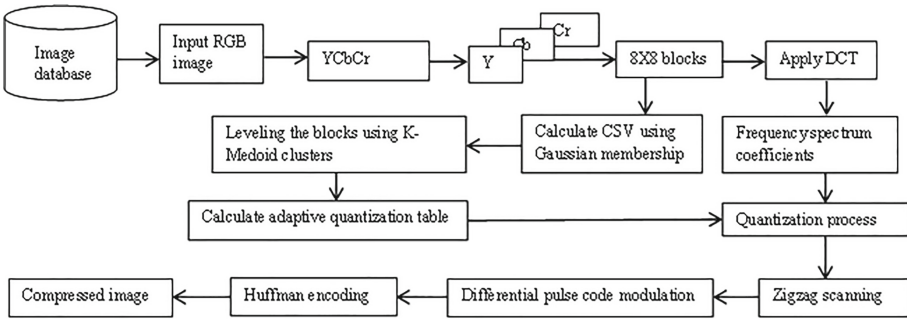 Image
database
Input RGB
image
YCbCr
Y
Cb
Cr
8X8 blocks
Apply DCT
Leveling the blocks using K-
Medoid clusters
Calculate CSV using
Gaussian membership
Frequency spectrum
coefficients
Calculate adaptive quantization table
Quantization process
Compressed image
Huffman encoding
Differential pulse code modulation
Zigzag scanning